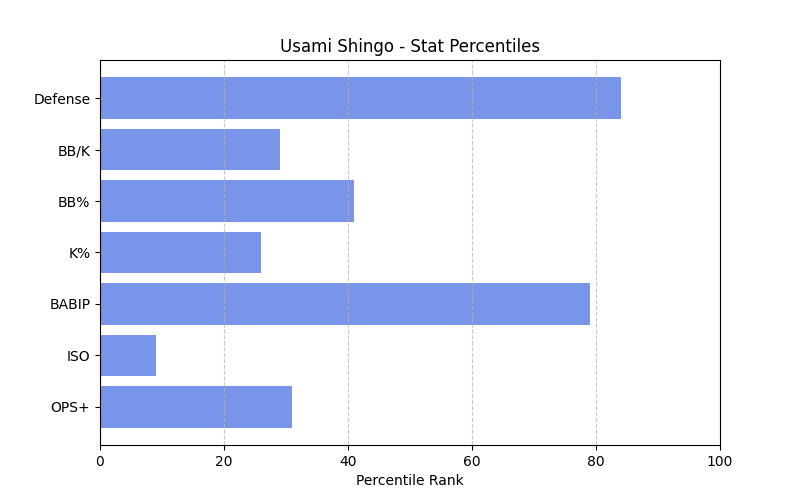 Usami Shingo - Stat Percentiles
Defense
BB/K
BB%
K%
BABIP
ISO
OPS+
0 20 40 60 80 100
Percentile Rank